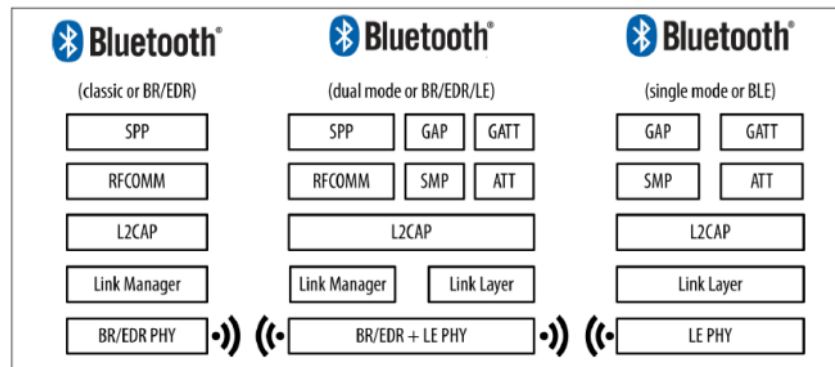 Bluetooth® Bluetooth® Bluetooth®
(classic or BR/EDR) (dual mode or BR/EDR/LE) (single mode or BLE)
SPP SPP GAP GATT GAP GATT
RFCOMM RFCOMM SMP ATT SMP ATT
L2CAP L2CAP L2CAP
Link Manager Link Manager Link Layer Link Layer
BR/EDR PHY BR/EDR + LE PHY LE PHY